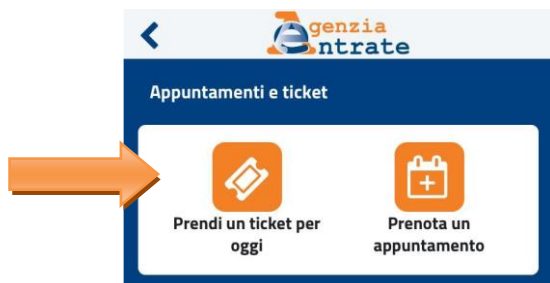 Agenzia
Entrate
Appuntamenti e ticket
Prendi un ticket per
oggi
Prenota un
appuntamento